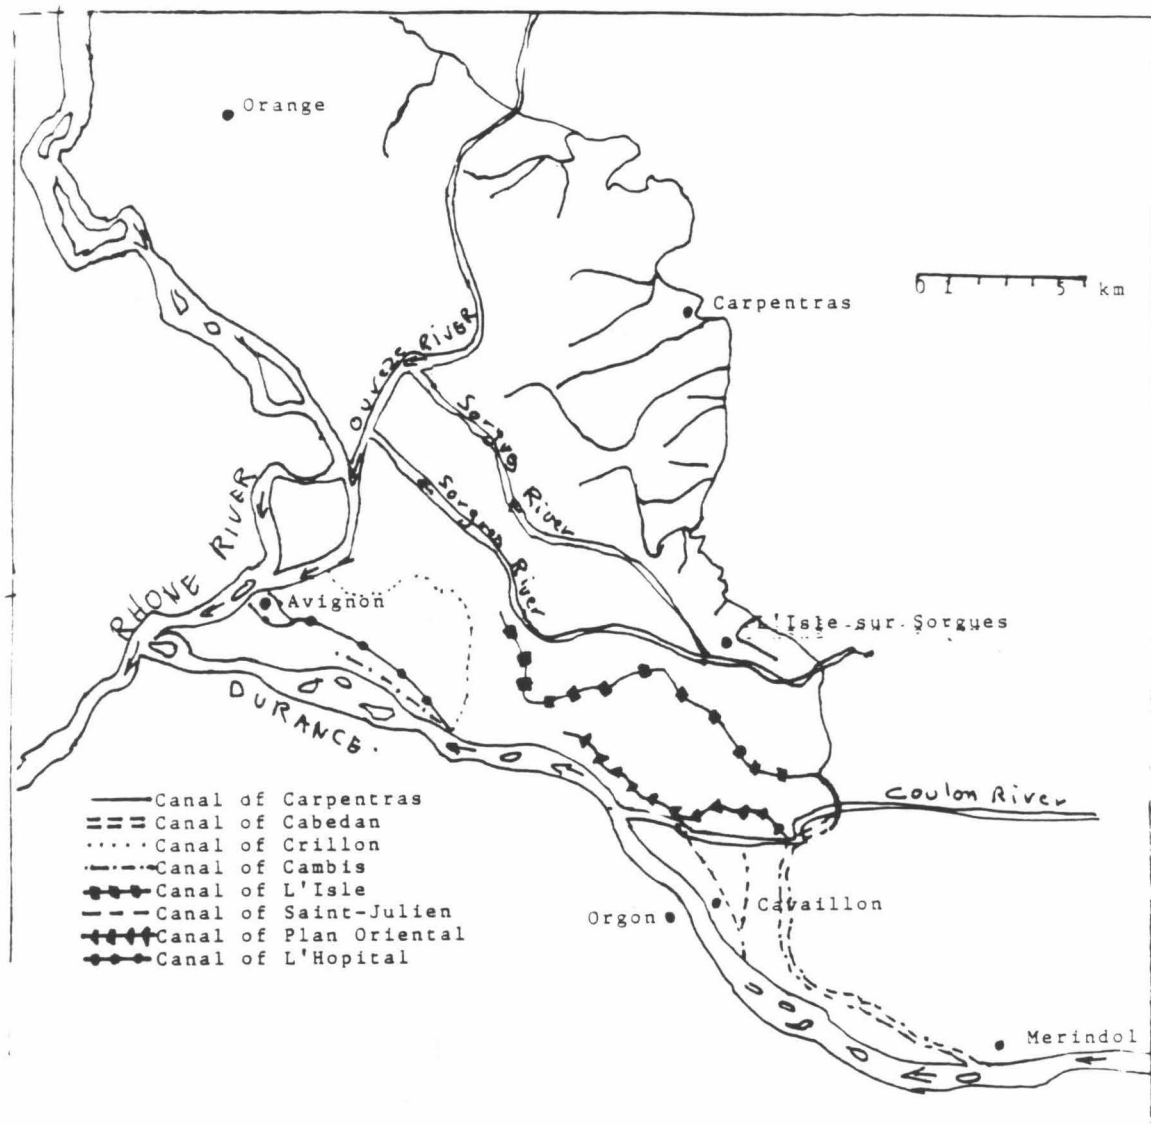 Orange
Carpentras
0 1 5 km
OUVEZE RIVER
Sorgue River
Sorgues River
RHONE RIVER
Avignon
L'Isle-sur-Sorgues
DURANCE.
Coulon River
Canal of Carpentras
Canal of Cabedan
Canal of Crillon
Canal of Cambis
Canal of L'Isle
Canal of Saint-Julien
Canal of Plan Oriental
Canal of L'Hopital
Cavaillon
Orgon
Merindol